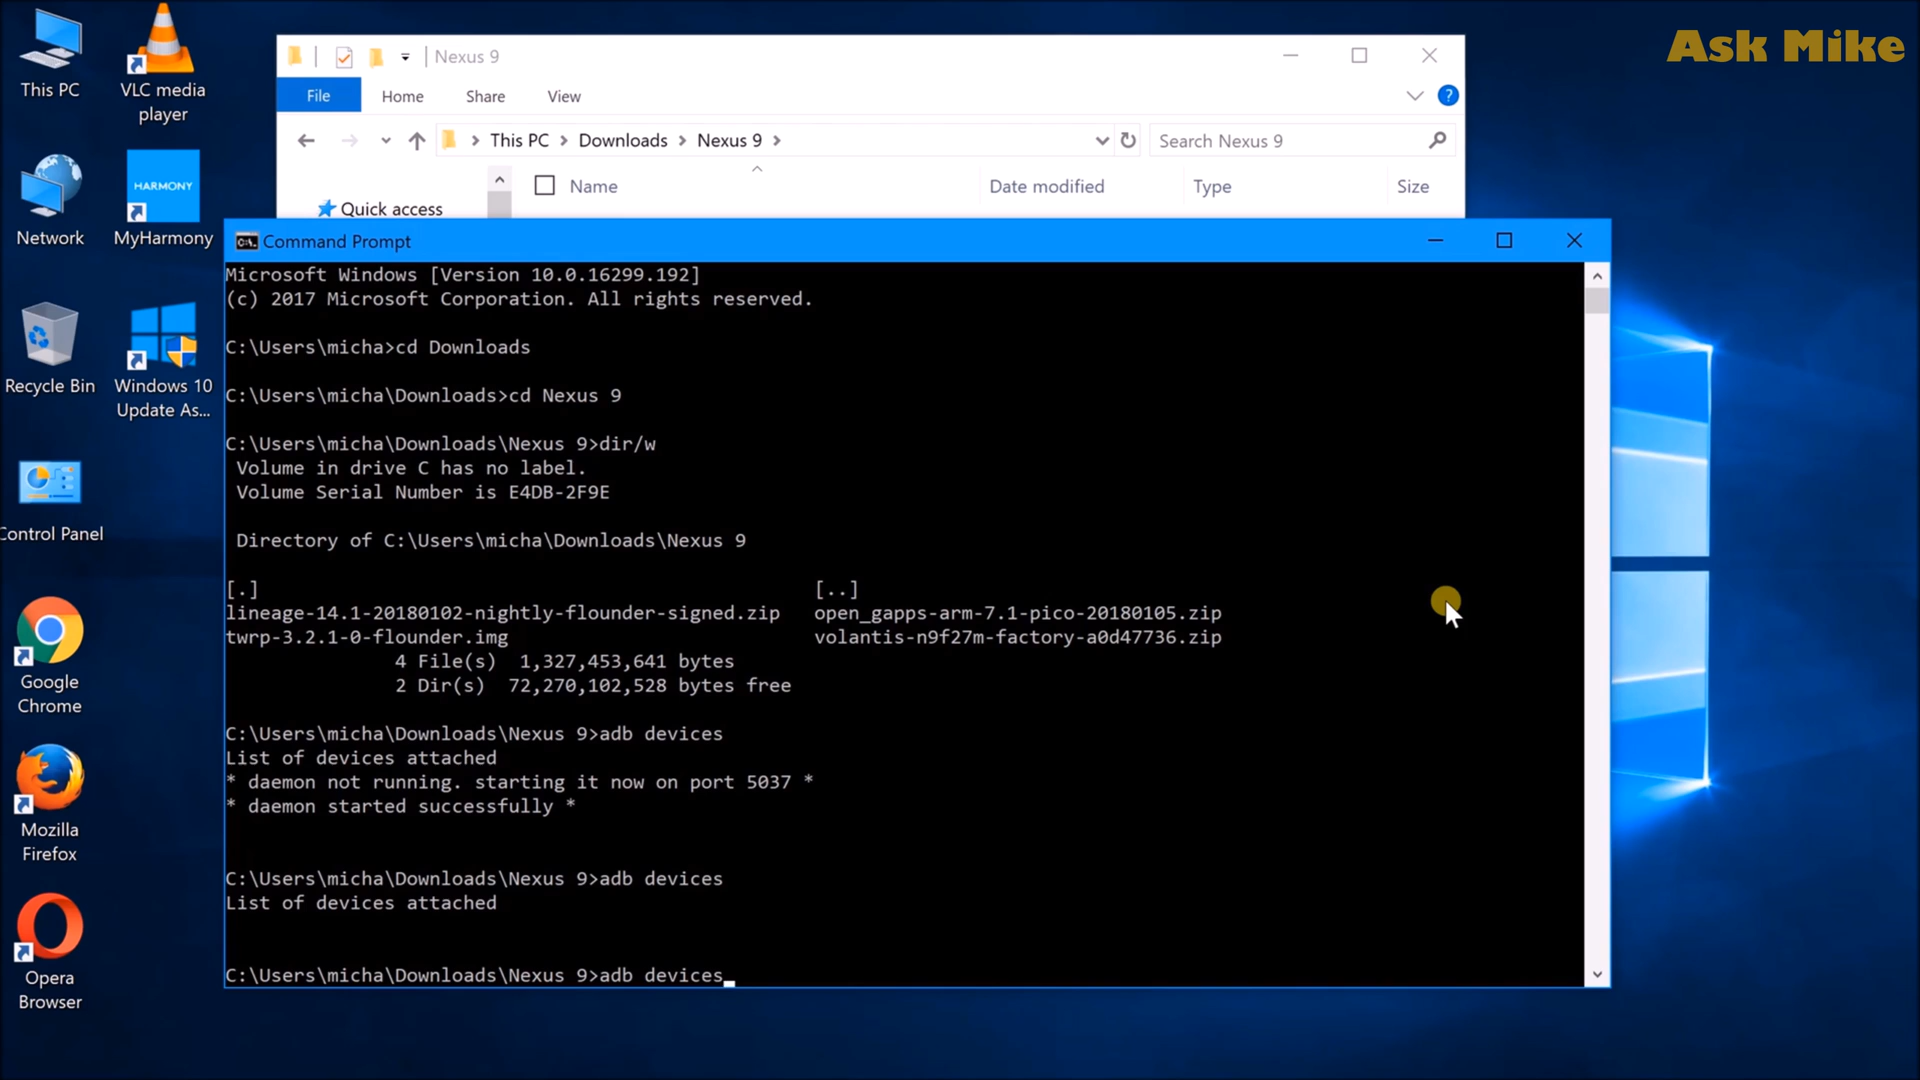 Ask Mike
This PC
VLC media
player
Network
HARMONY
MyHarmony
Recycle Bin
Windows 10
Update As...
Control Panel
Google
Chrome
Mozilla
Firefox
Opera
Browser
Nexus 9
File Home Share View
?
This PC > Downloads > Nexus 9 >
Search Nexus 9
Name Date modified Type Size
Quick access
C:\. Command Prompt
Microsoft Windows [Version 10.0.16299.192]
(c) 2017 Microsoft Corporation. All rights reserved.
C:\Users\micha>cd Downloads
C:\Users\micha\Downloads>cd Nexus 9
C:\Users\micha\Downloads\Nexus 9>dir/w
Volume in drive C has no label.
Volume Serial Number is E4DB-2F9E
Directory of C:\Users\micha\Downloads\Nexus 9
[.] [..]
lineage-14.1-20180102-nightly-flounder-signed.zip open_gapps-arm-7.1-pico-20180105.zip
twrp-3.2.1-0-flounder.img volantis-n9f27m-factory-a0d47736.zip
4 File(s) 1,327,453,641 bytes
2 Dir(s) 72,270,102,528 bytes free
C:\Users\micha\Downloads\Nexus 9>adb devices
List of devices attached
* daemon not running. starting it now on port 5037 *
* daemon started successfully *
C:\Users\micha\Downloads\Nexus 9>adb devices
List of devices attached
C:\Users\micha\Downloads\Nexus 9>adb devices